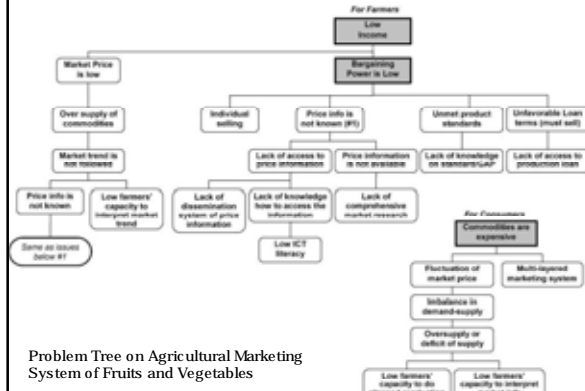 For Farmers
Low
Income
Market Price
is low
Bargaining
Power is Low
Over supply of
commodities
Individual
selling
Price info is
not known (#1)
Unmet product
standards
Unfavorable Loan
terms (must sell)
Market trend is
not followed
Lack of access to
price information
Price information
is not available
Lack of knowledge
on standard/GAP
Lack of access to
production loan
Price info is
not known
Low farmers'
capacity to
interpret market
trend
Lack of
dissemination
system of price
information
Lack of knowledge
how to access the
information
Lack of
comprehensive
market research
Same as issues
below #1
Low ICT
literacy
For Consumers
Commodities are
expensive
Fluctuation of
market price
Multi-layered
marketing system
Imbalance in
demand-supply
Oversupply or
deficit of supply
Low farmers'
capacity to do
Low farmers'
capacity to interpret
Problem Tree on Agricultural Marketing
System of Fruits and Vegetables